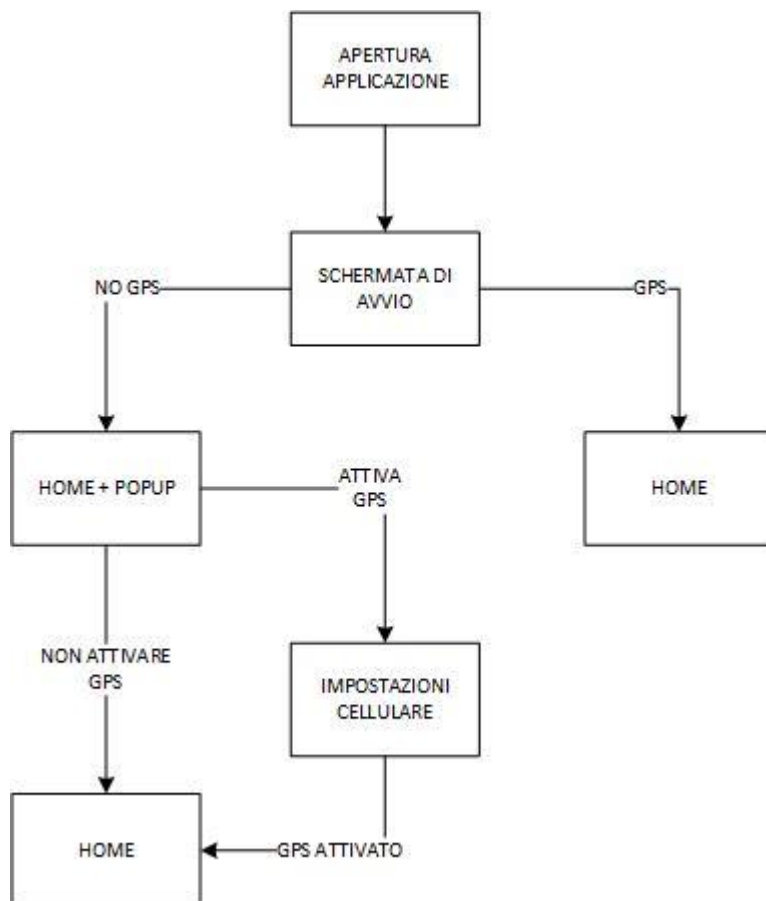 APERTURA
APPLICAZIONE
SCHERMATA DI
AVVIO
NO GPS
GPS
HOME + POPUP
ATTIVA
GPS
HOME
NON ATTIVARE
GPS
IMPOSTAZIONI
CELLULARE
HOME
GPS ATTIVATO